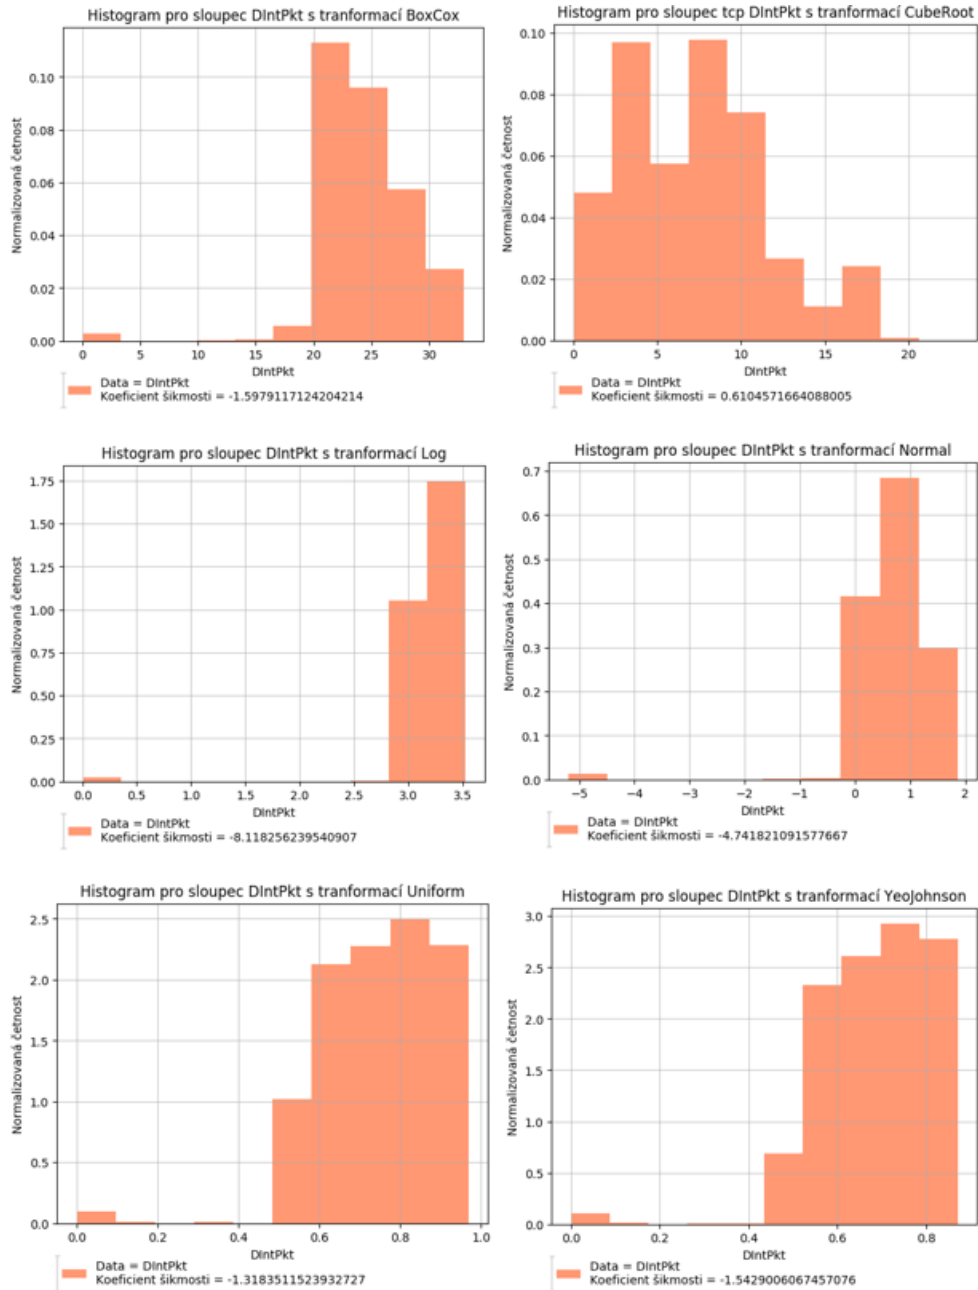 Histogram pro sloupec DIntPkt s tranformací BoxCox
Normalizovaná četnost
0.10
0.08
0.06
0.04
0.02
0.00
0 5 10 15 20 25 30
DIntPkt
Data = DIntPkt
Koeficient šikmosti = -1.5979117124204214
Histogram pro sloupec tcp DIntPkt s tranformací CubeRoot
Normalizovaná četnost
0.10
0.08
0.06
0.04
0.02
0.00
0 5 10 15 20
DIntPkt
Data = DIntPkt
Koeficient šikmosti = 0.6104571664088005
Histogram pro sloupec DIntPkt s tranformací Log
Normalizovaná četnost
1.75
1.50
1.25
1.00
0.75
0.50
0.25
0.00
0.0 0.5 1.0 1.5 2.0 2.5 3.0 3.5
DIntPkt
Data = DIntPkt
Koeficient šikmosti = -8.118256239540907
Histogram pro sloupec DIntPkt s tranformací Normal
Normalizovaná četnost
0.7
0.6
0.5
0.4
0.3
0.2
0.1
0.0
−5 −4 −3 −2 −1 0 1 2
DIntPkt
Data = DIntPkt
Koeficient šikmosti = -4.741821091577667
Histogram pro sloupec DIntPkt s tranformací Uniform
Normalizovaná četnost
2.5
2.0
1.5
1.0
0.5
0.0
0.0 0.2 0.4 0.6 0.8 1.0
DIntPkt
Data = DIntPkt
Koeficient šikmosti = -1.3183511523932727
Histogram pro sloupec DIntPkt s tranformací YeoJohnson
Normalizovaná četnost
3.0
2.5
2.0
1.5
1.0
0.5
0.0
0.0 0.2 0.4 0.6 0.8
DIntPkt
Data = DIntPkt
Koeficient šikmosti = -1.5429006067457076